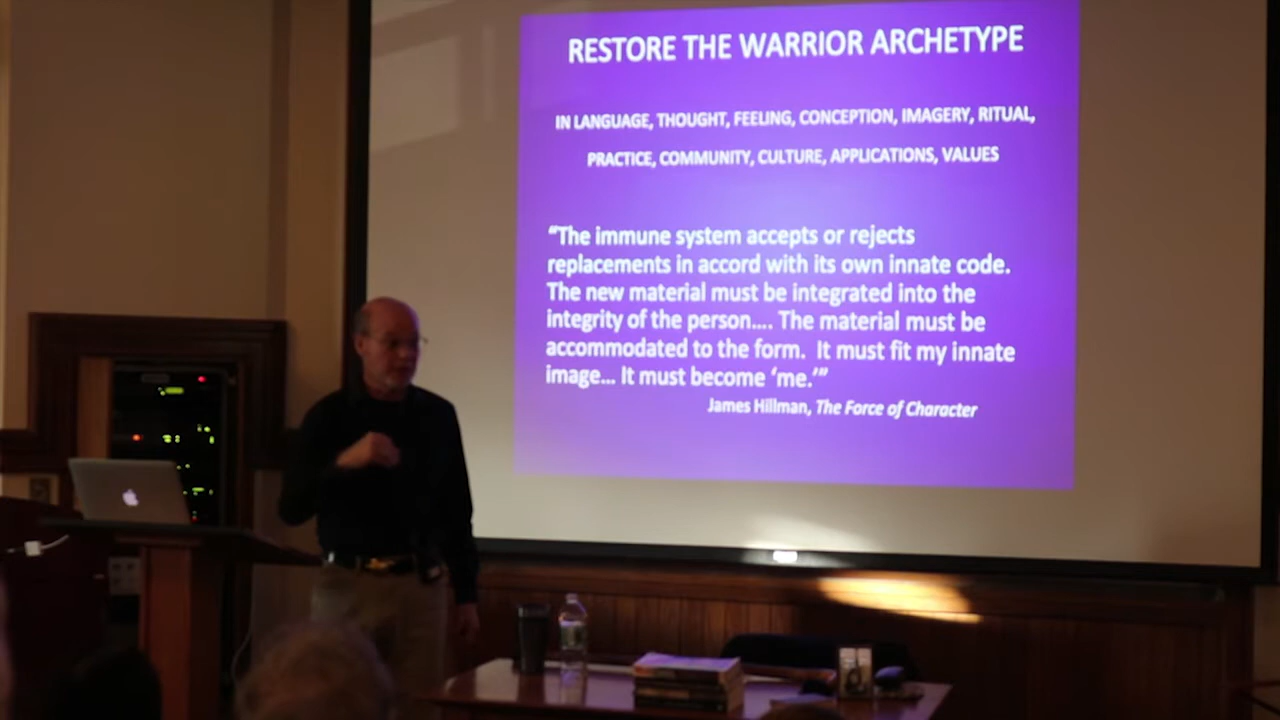 RESTORE THE WARRIOR ARCHETYPE
IN LANGUAGE, THOUGHT, FEELING, CONCEPTION, IMAGERY, RITUAL,
PRACTICE, COMMUNITY, CULTURE, APPLICATIONS, VALUES
“The immune system accepts or rejects
replacements in accord with its own innate code.
The new material must be integrated into the
integrity of the person.... The material must be
accommodated to the form.  It must fit my innate
image... It must become ‘me.’”
James Hillman, The Force of Character